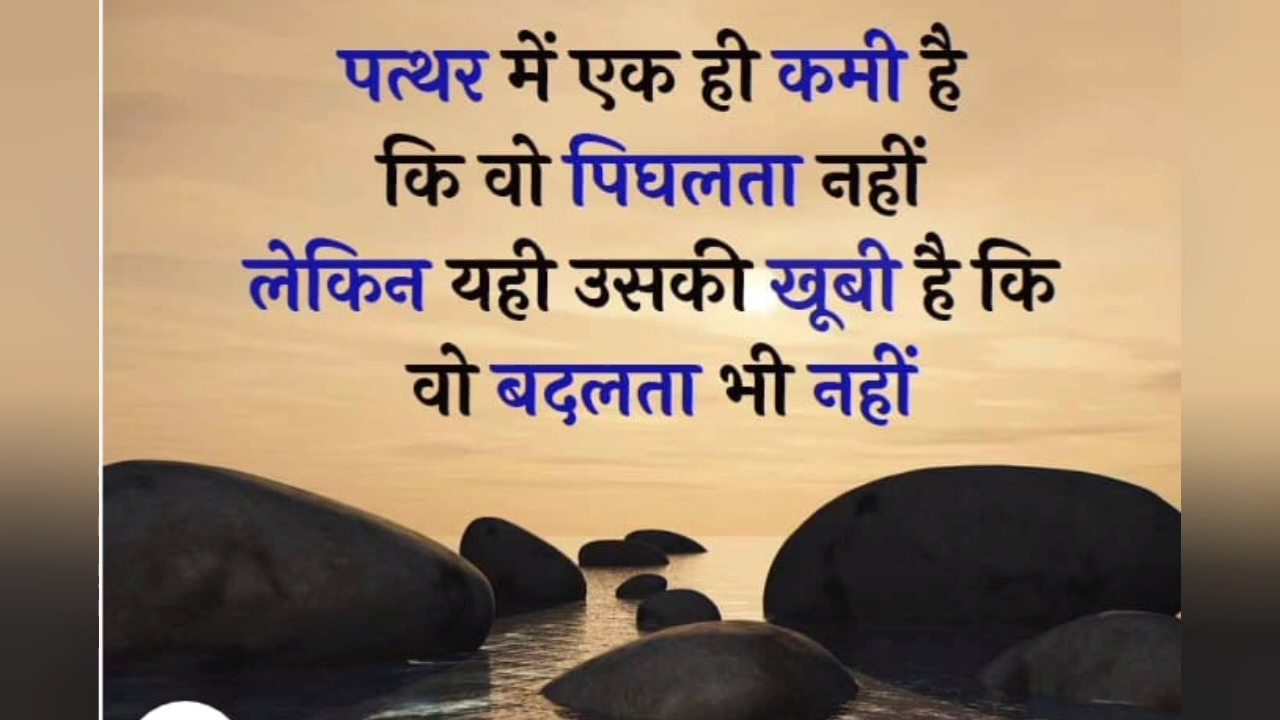 पत्थर में एक ही कमी है
कि वो पिघलता नहीं
लेकिन यही उसकी खूबी है कि
वो बदलता भी नहीं